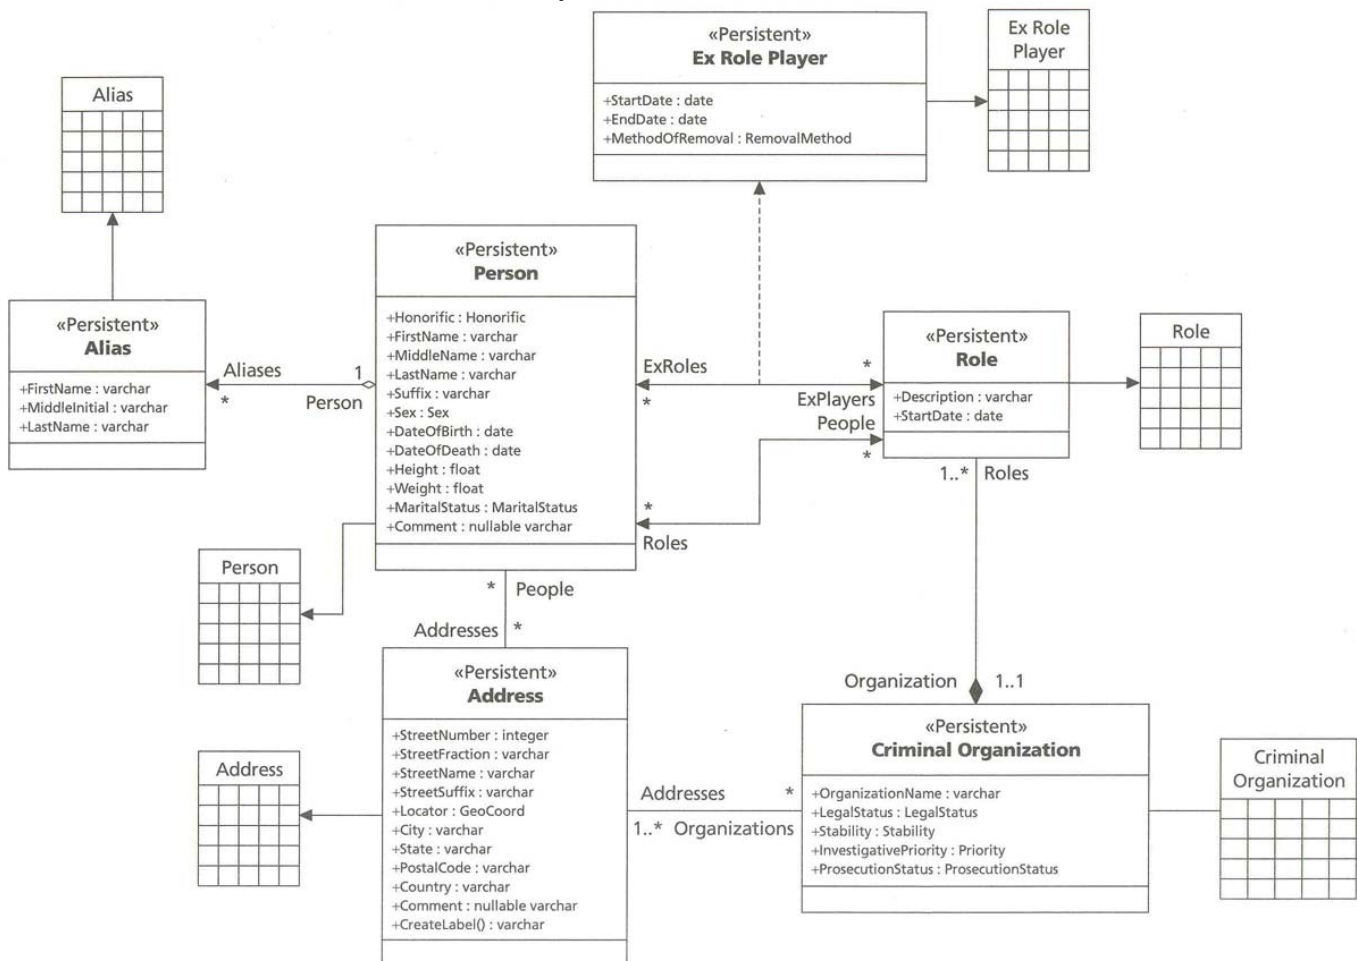 «Persistent»
Ex Role Player
+StartDate : date
+EndDate : date
+MethodOfRemoval : RemovalMethod
Ex Role
Player
Alias
«Persistent»
Person
+Honorific : Honorific
+FirstName : varchar
+MiddleName : varchar
+LastName : varchar
+Suffix : varchar
+Sex : Sex
+DateOfBirth : date
+DateOfDeath : date
+Height : float
+Weight : float
+MaritalStatus : MaritalStatus
+Comment : nullable varchar
«Persistent»
Alias
+FirstName : varchar
+MiddleInitial : varchar
+LastName : varchar
Aliases
*
1
Person
ExRoles
*
*
ExPlayers
People
*
*
Roles
«Persistent»
Role
+Description : varchar
+StartDate : date
Role
1..* Roles
Person
* People
Addresses *
«Persistent»
Address
+StreetNumber : integer
+StreetFraction : varchar
+StreetName : varchar
+StreetSuffix : varchar
+Locator : GeoCoord
+City : varchar
+State : varchar
+PostalCode : varchar
+Country : varchar
+Comment : nullable varchar
+CreateLabel() : varchar
Address
Addresses *
1..* Organizations
Organization 1..1
«Persistent»
Criminal Organization
+OrganizationName : varchar
+LegalStatus : LegalStatus
+Stability : Stability
+InvestigativePriority : Priority
+ProsecutionStatus : ProsecutionStatus
Criminal
Organization